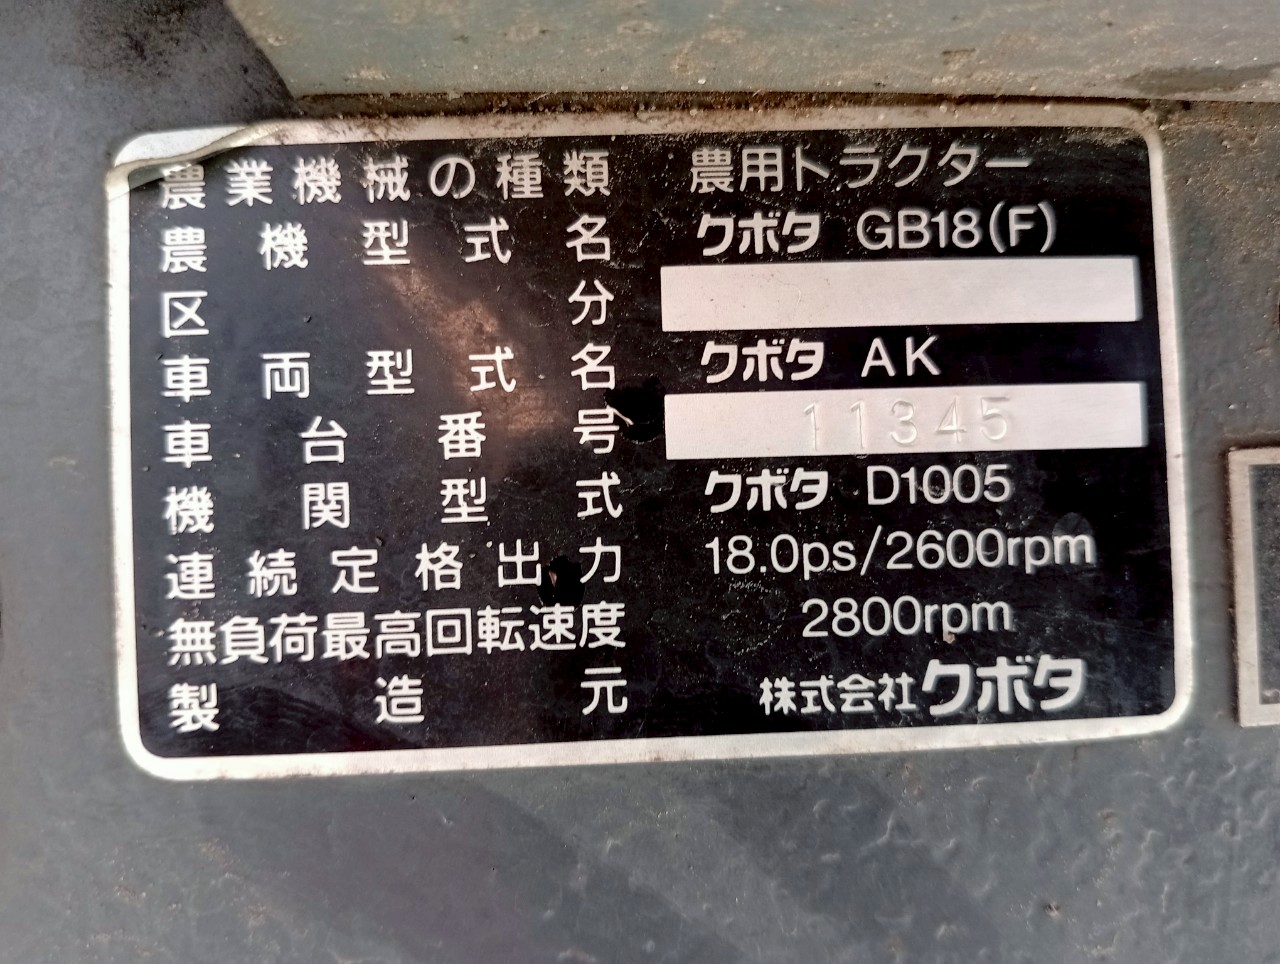 農業機械の種類 農用トラクター
農機型式名 クボタ GB18(F)
区分
車両型式名 クボタ AK
車台番号 11345
機関型式 クボタ D1005
連続定格出力 18.0ps/2600rpm
無負荷最高回転速度 2800rpm
製造元 株式会社クボタ